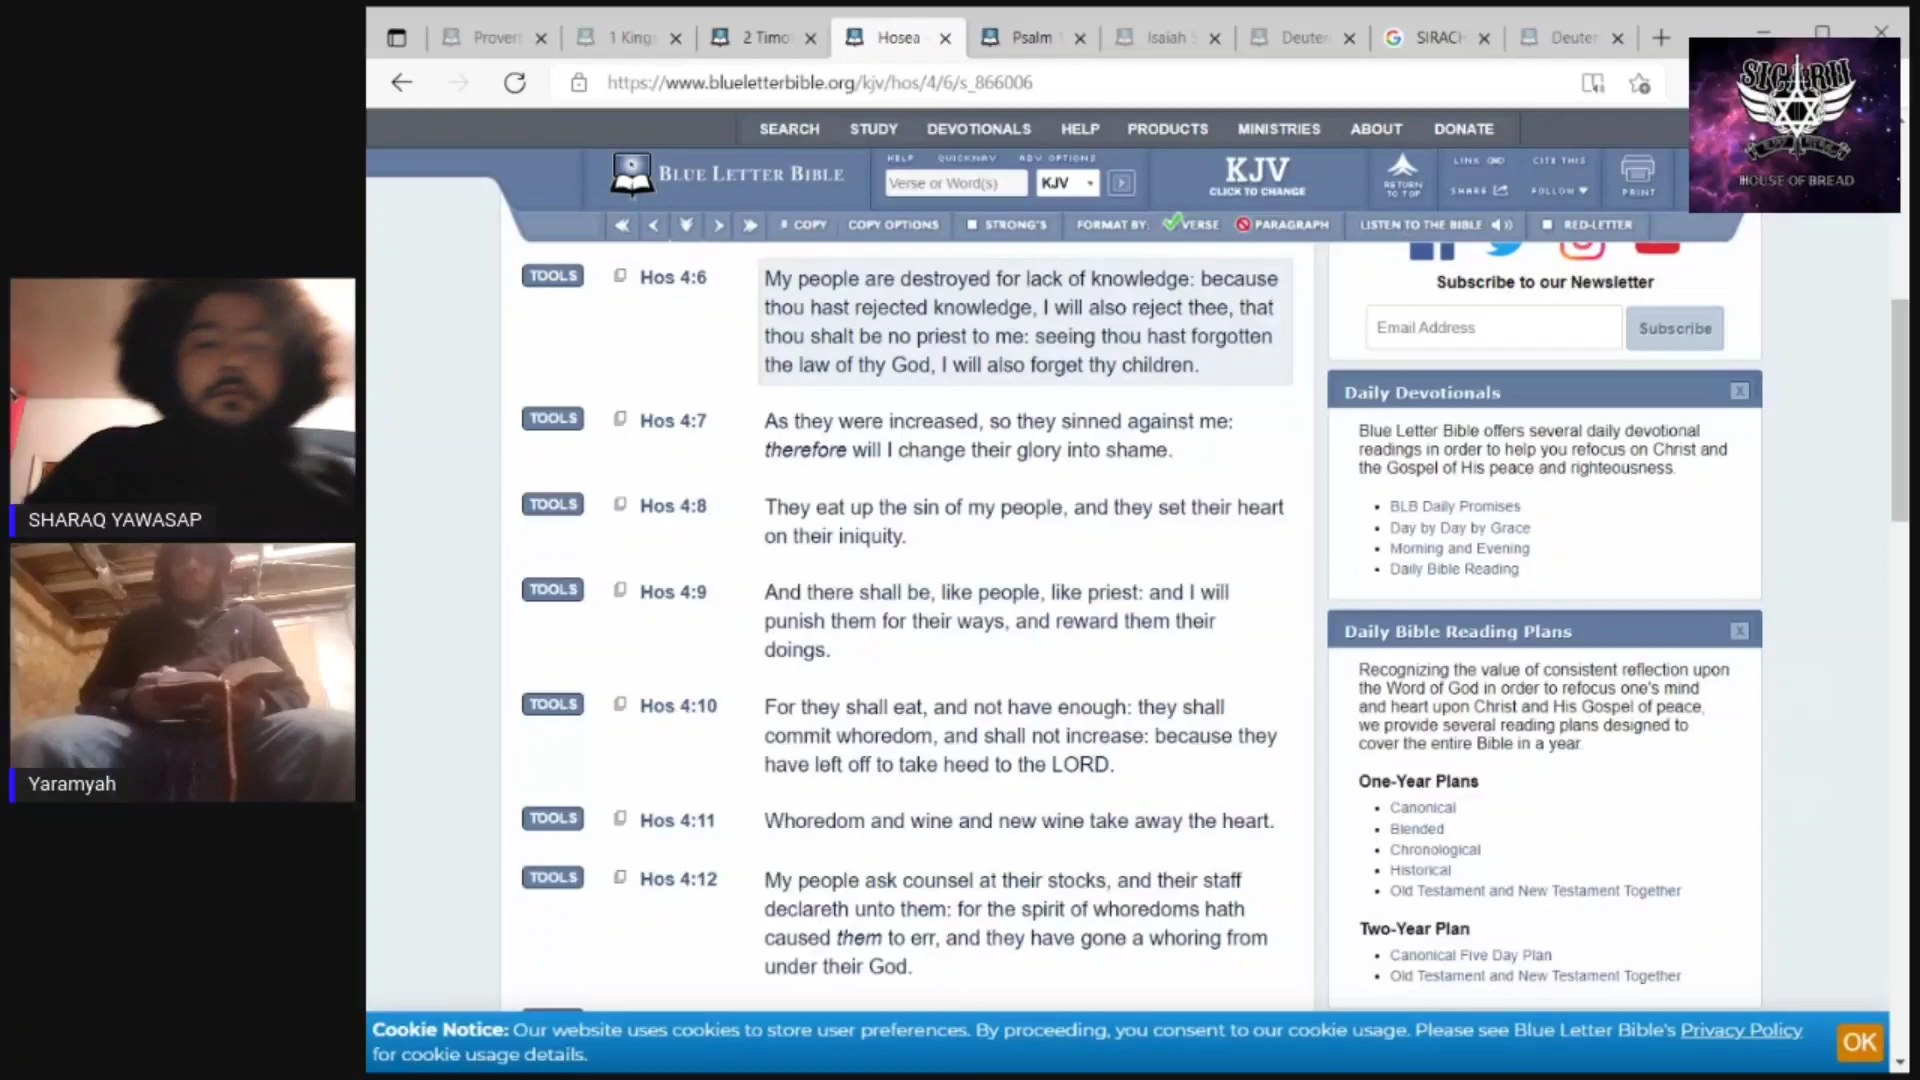 Prover
1 King
2 Timo
Hosea
Psalm
Isaiah 5
Deuter
SIRACH
Deuter
https://www.blueletterbible.org/kjv/hos/4/6/s_866006
SICARII
HOUSE OF BREAD
SEARCH STUDY DEVOTIONALS HELP PRODUCTS MINISTRIES ABOUT DONATE
BLUE LETTER BIBLE
HELP QUICKNAV ADV OPTIONS
Verse or Word(s) KJV
KJV
CLICK TO CHANGE
RETURN
TO TOP
LINK CITE THIS
SHARE FOLLOW
PRINT
COPY COPY OPTIONS STRONG'S FORMAT BY: VERSE PARAGRAPH LISTEN TO THE BIBLE RED-LETTER
TOOLS Hos 4:6 My people are destroyed for lack of knowledge: because
thou hast rejected knowledge, I will also reject thee, that
thou shalt be no priest to me: seeing thou hast forgotten
the law of thy God, I will also forget thy children.
TOOLS Hos 4:7 As they were increased, so they sinned against me:
therefore will I change their glory into shame.
TOOLS Hos 4:8 They eat up the sin of my people, and they set their heart
on their iniquity.
TOOLS Hos 4:9 And there shall be, like people, like priest: and I will
punish them for their ways, and reward them their
doings.
TOOLS Hos 4:10 For they shall eat, and not have enough: they shall
commit whoredom, and shall not increase: because they
have left off to take heed to the LORD.
TOOLS Hos 4:11 Whoredom and wine and new wine take away the heart.
TOOLS Hos 4:12 My people ask counsel at their stocks, and their staff
declareth unto them: for the spirit of whoredoms hath
caused them to err, and they have gone a whoring from
under their God.
Subscribe to our Newsletter
Email Address Subscribe
Daily Devotionals
Blue Letter Bible offers several daily devotional
readings in order to help you refocus on Christ and
the Gospel of His peace and righteousness.
BLB Daily Promises
Day by Day by Grace
Morning and Evening
Daily Bible Reading
Daily Bible Reading Plans
Recognizing the value of consistent reflection upon
the Word of God in order to refocus one's mind
and heart upon Christ and His Gospel of peace,
we provide several reading plans designed to
cover the entire Bible in a year.
One-Year Plans
Canonical
Blended
Chronological
Historical
Old Testament and New Testament Together
Two-Year Plan
Canonical Five Day Plan
Old Testament and New Testament Together
SHARAQ YAWASAP
Yaramyah
Cookie Notice: Our website uses cookies to store user preferences. By proceeding, you consent to our cookie usage. Please see Blue Letter Bible's Privacy Policy
for cookie usage details.
OK